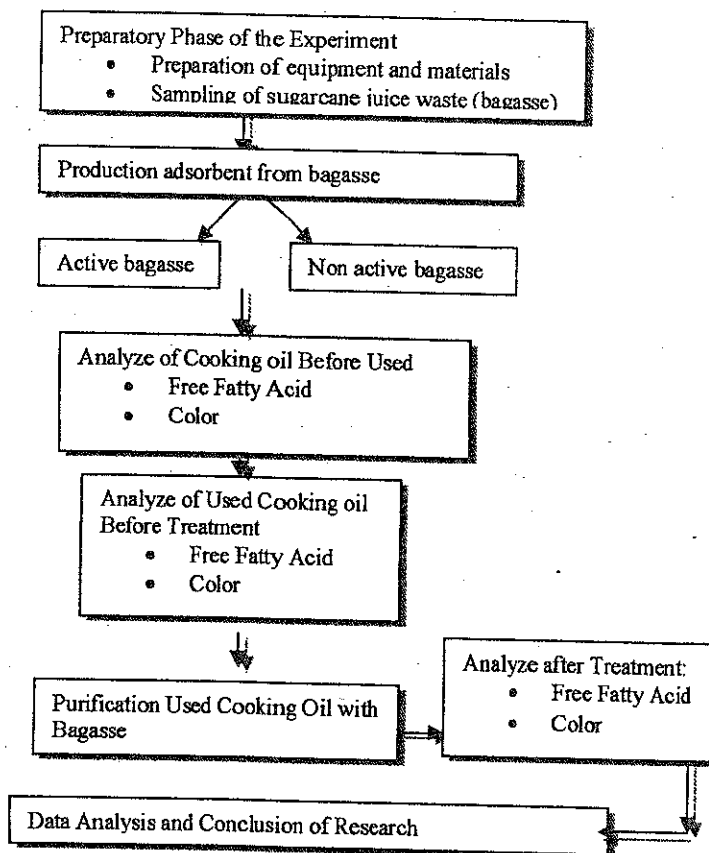 Preparatory Phase of the Experiment
• Preparation of equipment and materials
• Sampling of sugarcane juice waste (bagasse)
Production adsorbent from bagasse
Active bagasse
Non active bagasse
Analyze of Cooking oil Before Used
• Free Fatty Acid
• Color
Analyze of Used Cooking oil
Before Treatment
• Free Fatty Acid
• Color
Purification Used Cooking Oil with
Bagasse
Analyze after Treatment:
• Free Fatty Acid
• Color
Data Analysis and Conclusion of Research